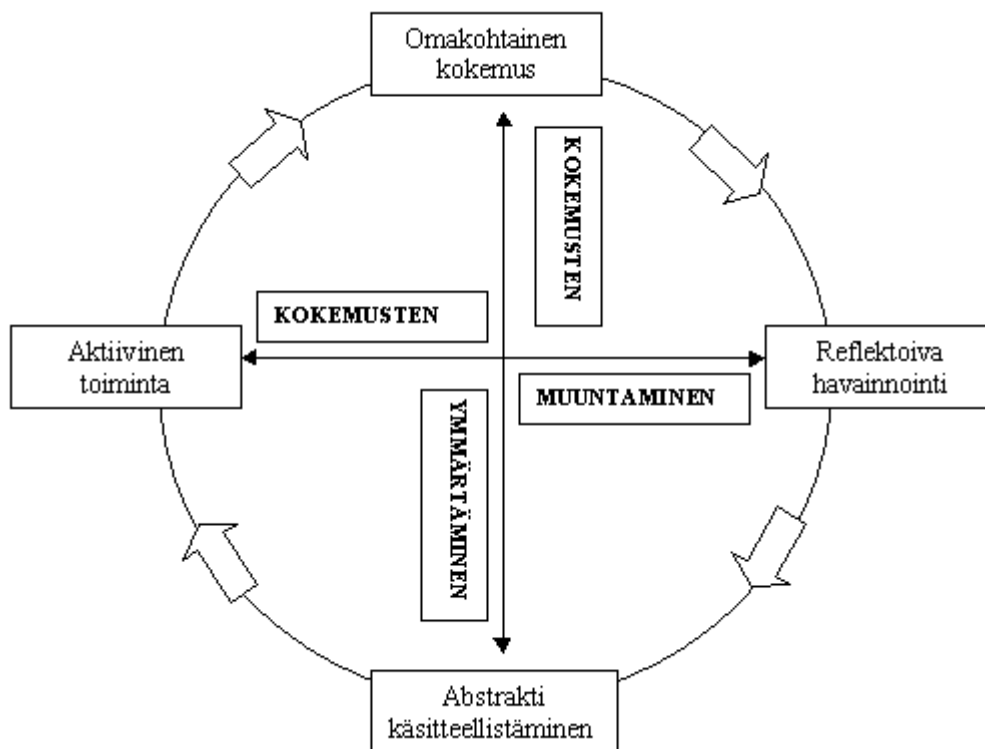 Omakohtainen
kokemus
KOKEMUSTEN
KOKEMUSTEN
Aktiivinen
toiminta
Reflektoiva
havainnointi
MUUNTAMINEN
YMMÄRTÄMINEN
Abstrakti
käsitteellistäminen